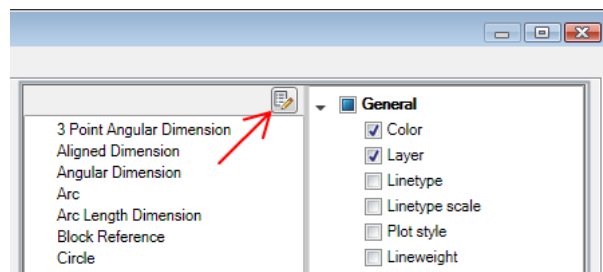 3 Point Angular Dimension
Aligned Dimension
Angular Dimension
Arc
Arc Length Dimension
Block Reference
Circle
General
Color
Layer
Linetype
Linetype scale
Plot style
Lineweight